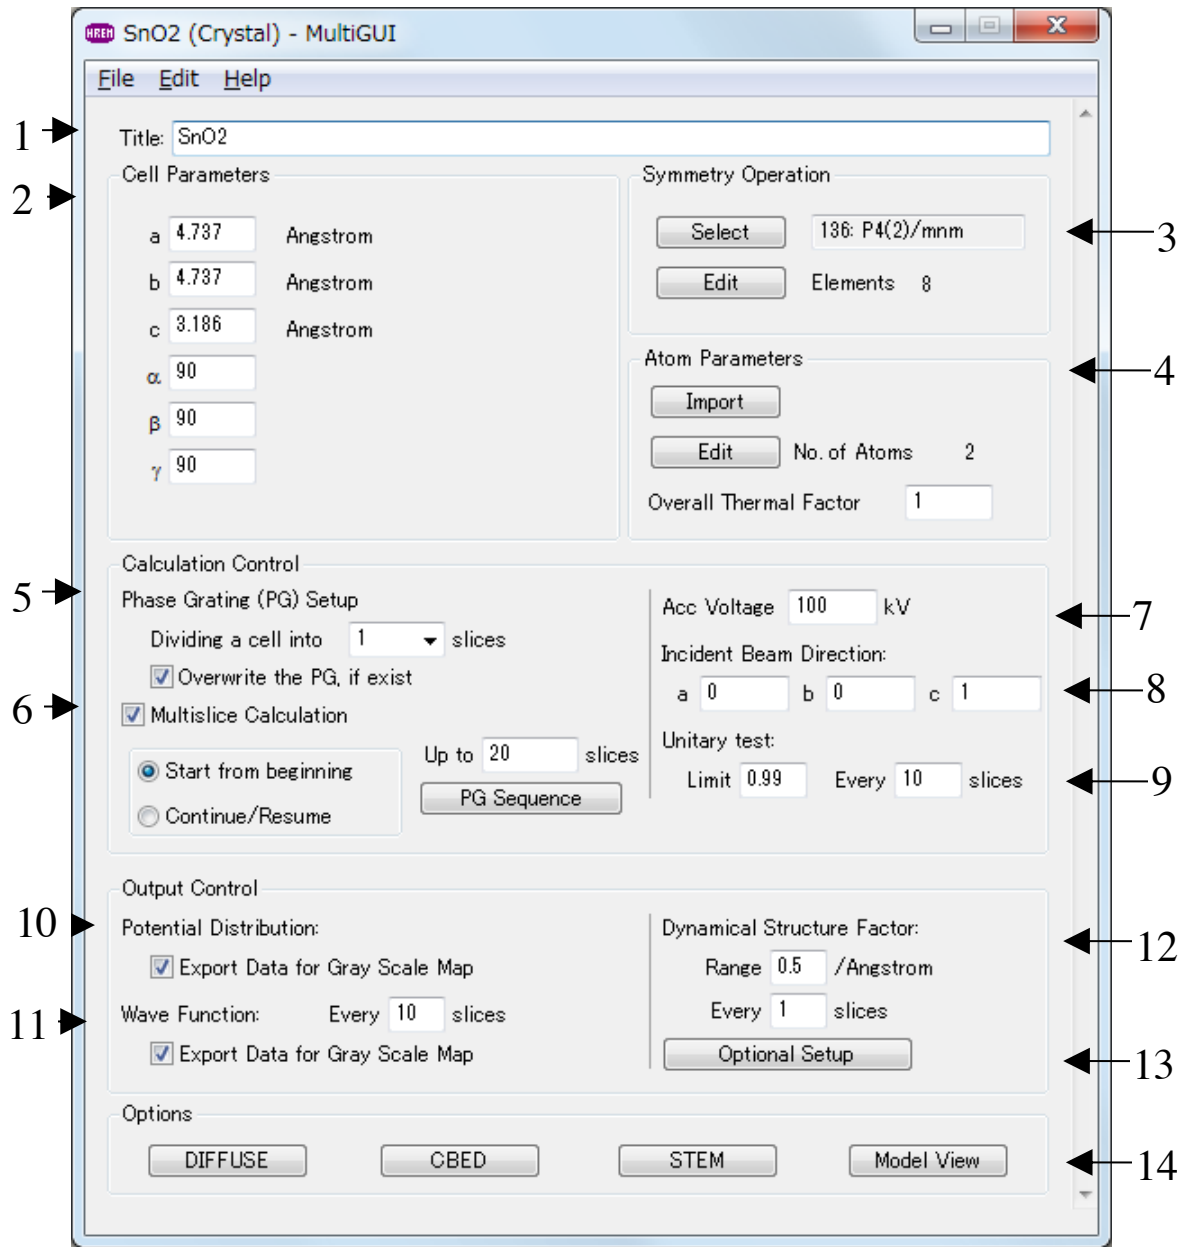 HREM SnO2 (Crystal) - MultiGUI
File Edit Help
1 Title: SnO2
Cell Parameters
2
a 4.737 Angstrom
b 4.737 Angstrom
c 3.186 Angstrom
α 90
β 90
γ 90
Symmetry Operation
Select 136: P4(2)/mnm 3
Edit Elements 8
Atom Parameters
4
Import
Edit No. of Atoms 2
Overall Thermal Factor 1
Calculation Control
5
Phase Grating (PG) Setup
Dividing a cell into 1 slices
Overwrite the PG, if exist
6 Multislice Calculation
Start from beginning
Continue/Resume
Up to 20 slices
PG Sequence
Acc Voltage 100 kV 7
Incident Beam Direction:
a 0 b 0 c 1 8
Unitary test:
Limit 0.99 Every 10 slices 9
Output Control
10 Potential Distribution:
Export Data for Gray Scale Map
11 Wave Function: Every 10 slices
Export Data for Gray Scale Map
Dynamical Structure Factor: 12
Range 0.5 /Angstrom
Every 1 slices
Optional Setup 13
Options
DIFFUSE CBED STEM Model View 14